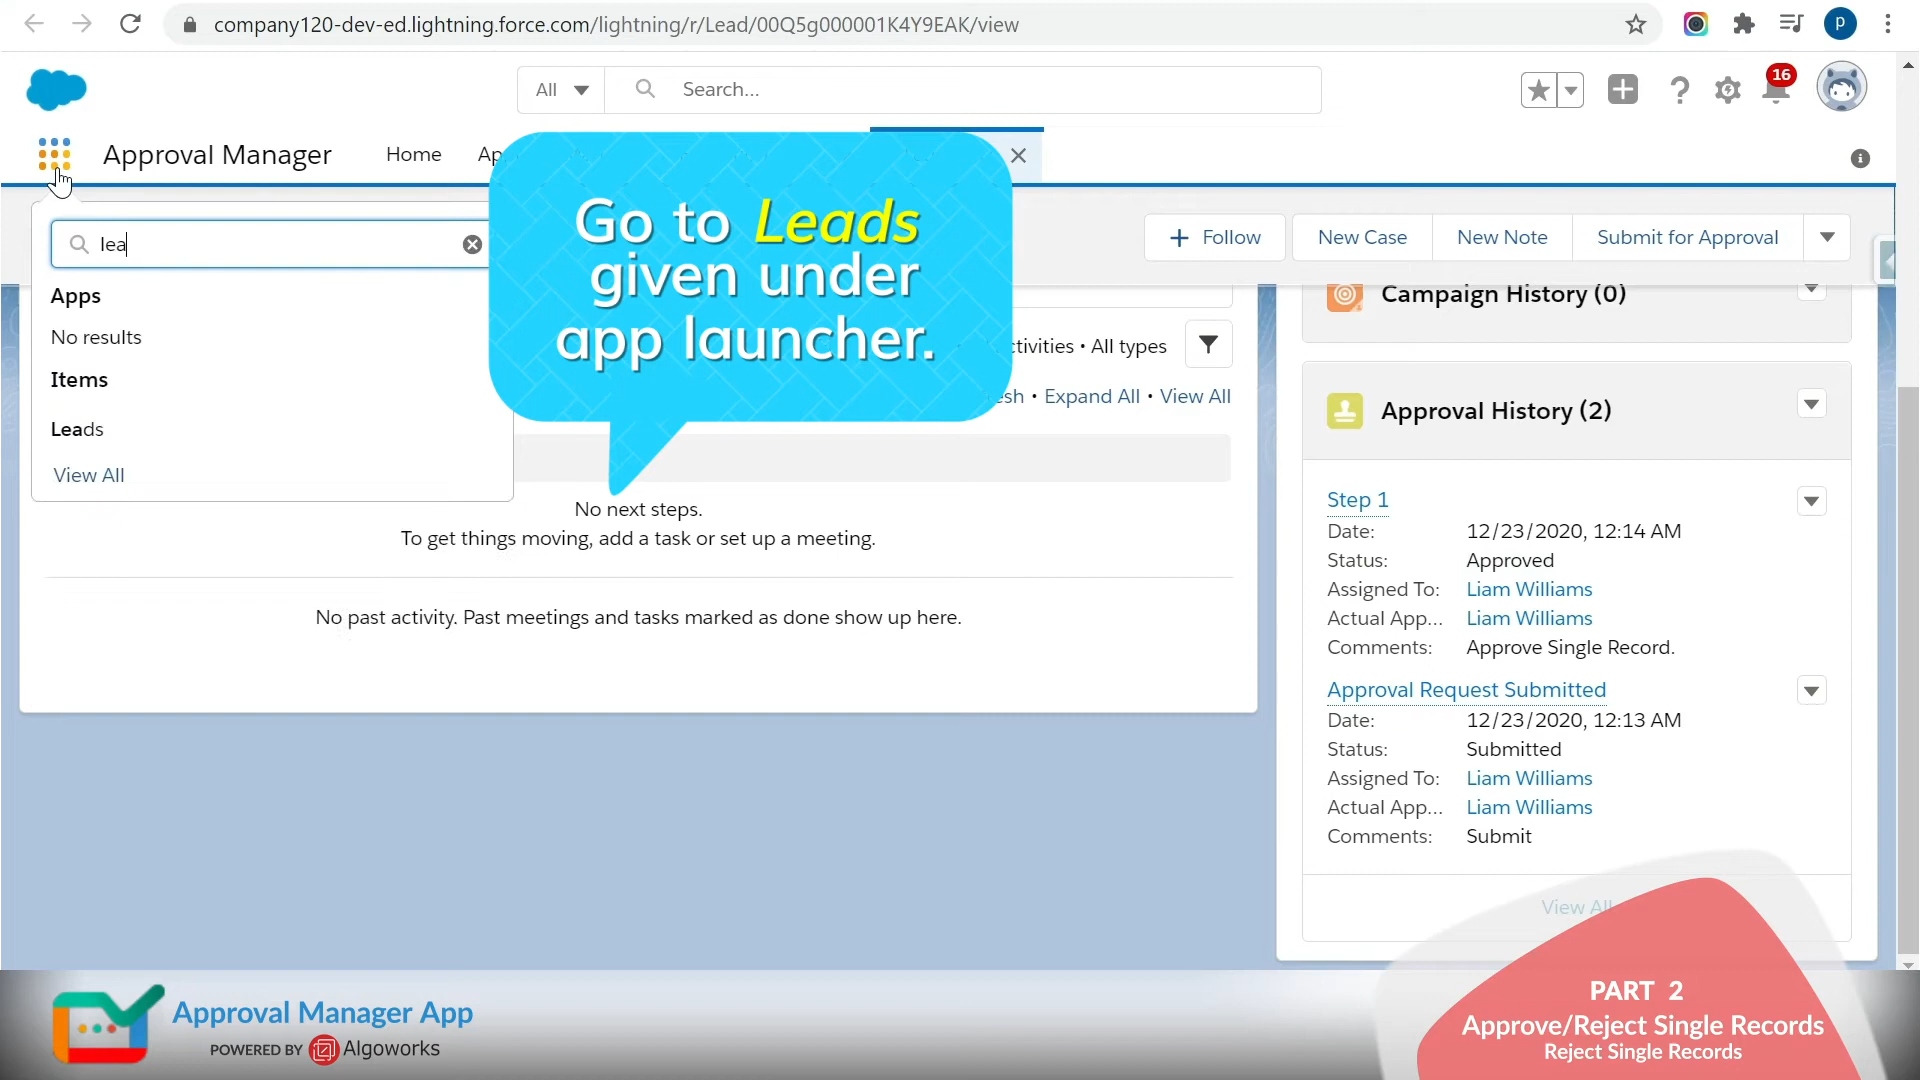 company120-dev-ed.lightning.force.com/lightning/r/Lead/00Q5g000001K4Y9EAK/view
P
All
Search...
16
Approval Manager
Home
Ap
Go to Leads
given under
app launcher.
lea
Apps
No results
Items
Leads
View All
Follow
New Case
New Note
Submit for Approval
ctivities • All types
esh • Expand All • View All
No next steps.
To get things moving, add a task or set up a meeting.
No past activity. Past meetings and tasks marked as done show up here.
Campaign History (0)
Approval History (2)
Step 1
Date: 12/23/2020, 12:14 AM
Status: Approved
Assigned To: Liam Williams
Actual App... Liam Williams
Comments: Approve Single Record.
Approval Request Submitted
Date: 12/23/2020, 12:13 AM
Status: Submitted
Assigned To: Liam Williams
Actual App... Liam Williams
Comments: Submit
View All
Approval Manager App
POWERED BY Algoworks
PART 2
Approve/Reject Single Records
Reject Single Records